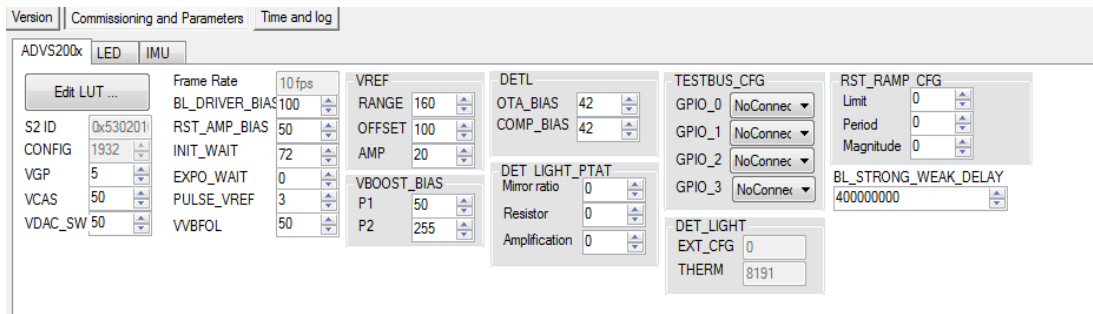 Version Commissioning and Parameters Time and log
ADVS200x LED IMU
Edit LUT ...
S2 ID 0x530201
CONFIG 1932
VGP 5
VCAS 50
VDAC_SW 50
Frame Rate 10 fps
BL_DRIVER_BIAS 100
RST_AMP_BIAS 50
INIT_WAIT 72
EXPO_WAIT 0
PULSE_VREF 3
VVBFOL 50
VREF
RANGE 160
OFFSET 100
AMP 20
VBOOST_BIAS
P1 50
P2 255
DETL
OTA_BIAS 42
COMP_BIAS 42
DET_LIGHT_PTAT
Mirror ratio 0
Resistor 0
Amplification 0
TESTBUS_CFG
GPIO_0 NoConnec
GPIO_1 NoConnec
GPIO_2 NoConnec
GPIO_3 NoConnec
DET_LIGHT
EXT_CFG 0
THERM 8191
RST_RAMP_CFG
Limit 0
Period 0
Magnitude 0
BL_STRONG_WEAK_DELAY
400000000